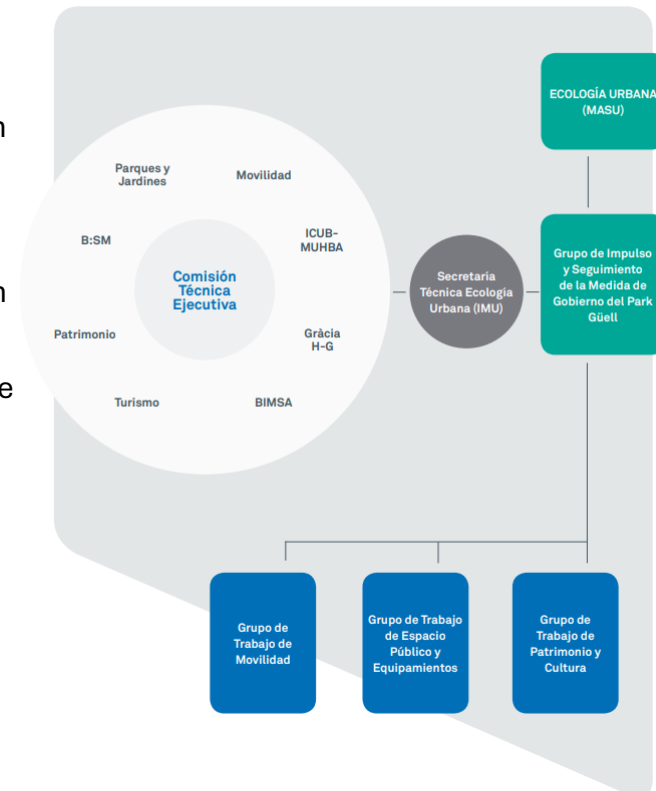 n
n
e
ECOLOGÍA URBANA
(MASU)
Parques y
Jardines
Movilidad
B:SM
ICUB-
MUHBA
Comisión
Técnica
Ejecutiva
Patrimonio
Gràcia
H-G
Turismo
BIMSA
Secretaría
Técnica Ecología
Urbana (IMU)
Grupo de Impulso
y Seguimiento
de la Medida de
Gobierno del Park
Güell
Grupo de
Trabajo de
Movilidad
Grupo de Trabajo
de Espacio
Público y
Equipamientos
Grupo de
Trabajo de
Patrimonio y
Cultura